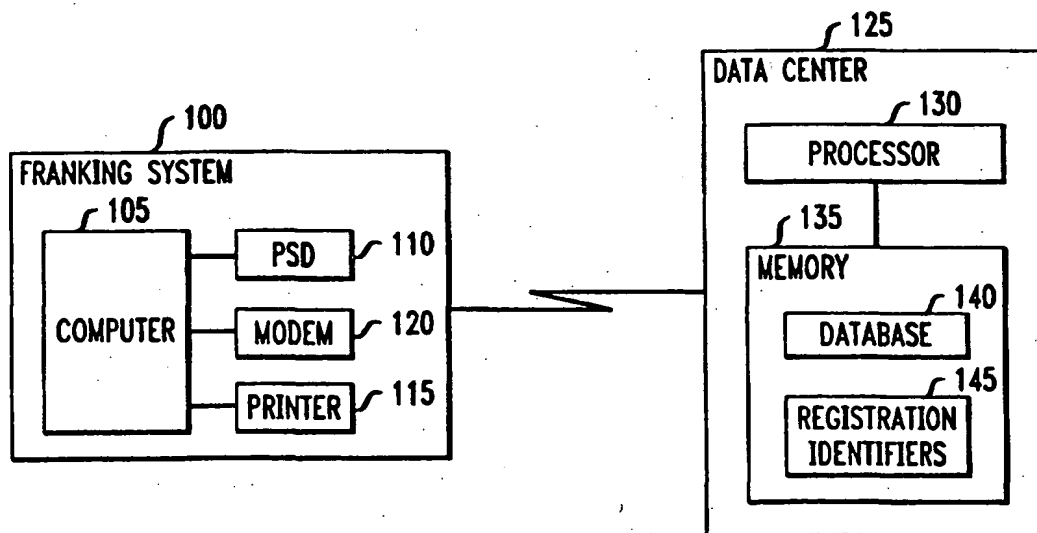 125
DATA CENTER
130
PROCESSOR
100
FRANKING SYSTEM
135
105
PSD
110
MEMORY
140
COMPUTER
MODEM
120
DATABASE
145
PRINTER
115
REGISTRATION
IDENTIFIERS